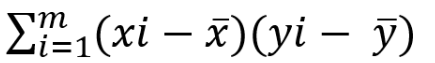 ∑ᵢ₌₁ᵐ(xi − x̄)(yi − ȳ)